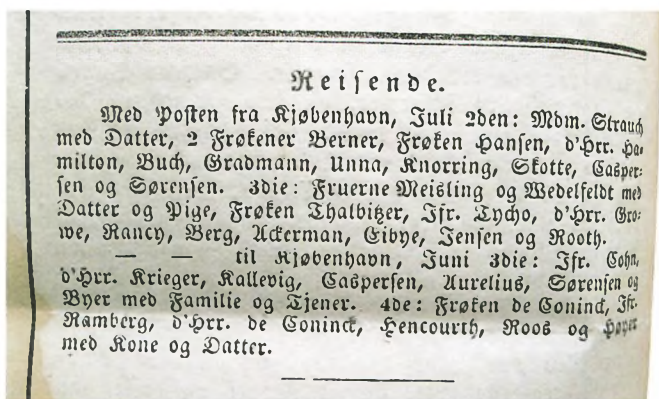 Reisende.
Med Posten fra Kjøbenhavn, Juli 2den: Mdm. Strauch
med Datter, 2 Frøkener Berner, Frøken Hansen, d'Hrr. Ha-
milton, Buch, Gradmann, Unna, Knorring, Skotte, Casper-
sen og Sørensen. 3die: Fruerne Meisling og Wedelfeldt med
Datter og Pige, Frøken Thalbitzer, Jfr. Tycho, d'Hrr. Gro-
we, Rancy, Berg, Ackerman, Eibye, Jensen og Rooth.
— — til Kjøbenhavn, Juni 3die: Jfr. Cohn,
d'Hrr. Krieger, Kallevig, Caspersen, Aurelius, Sørensen og
Byer med Familie og Tjener. 4de: Frøken de Coninck, Jfr.
Ramberg, d'Hrr. de Coninck, Hencourth, Roos og Høyer
med Kone og Datter.